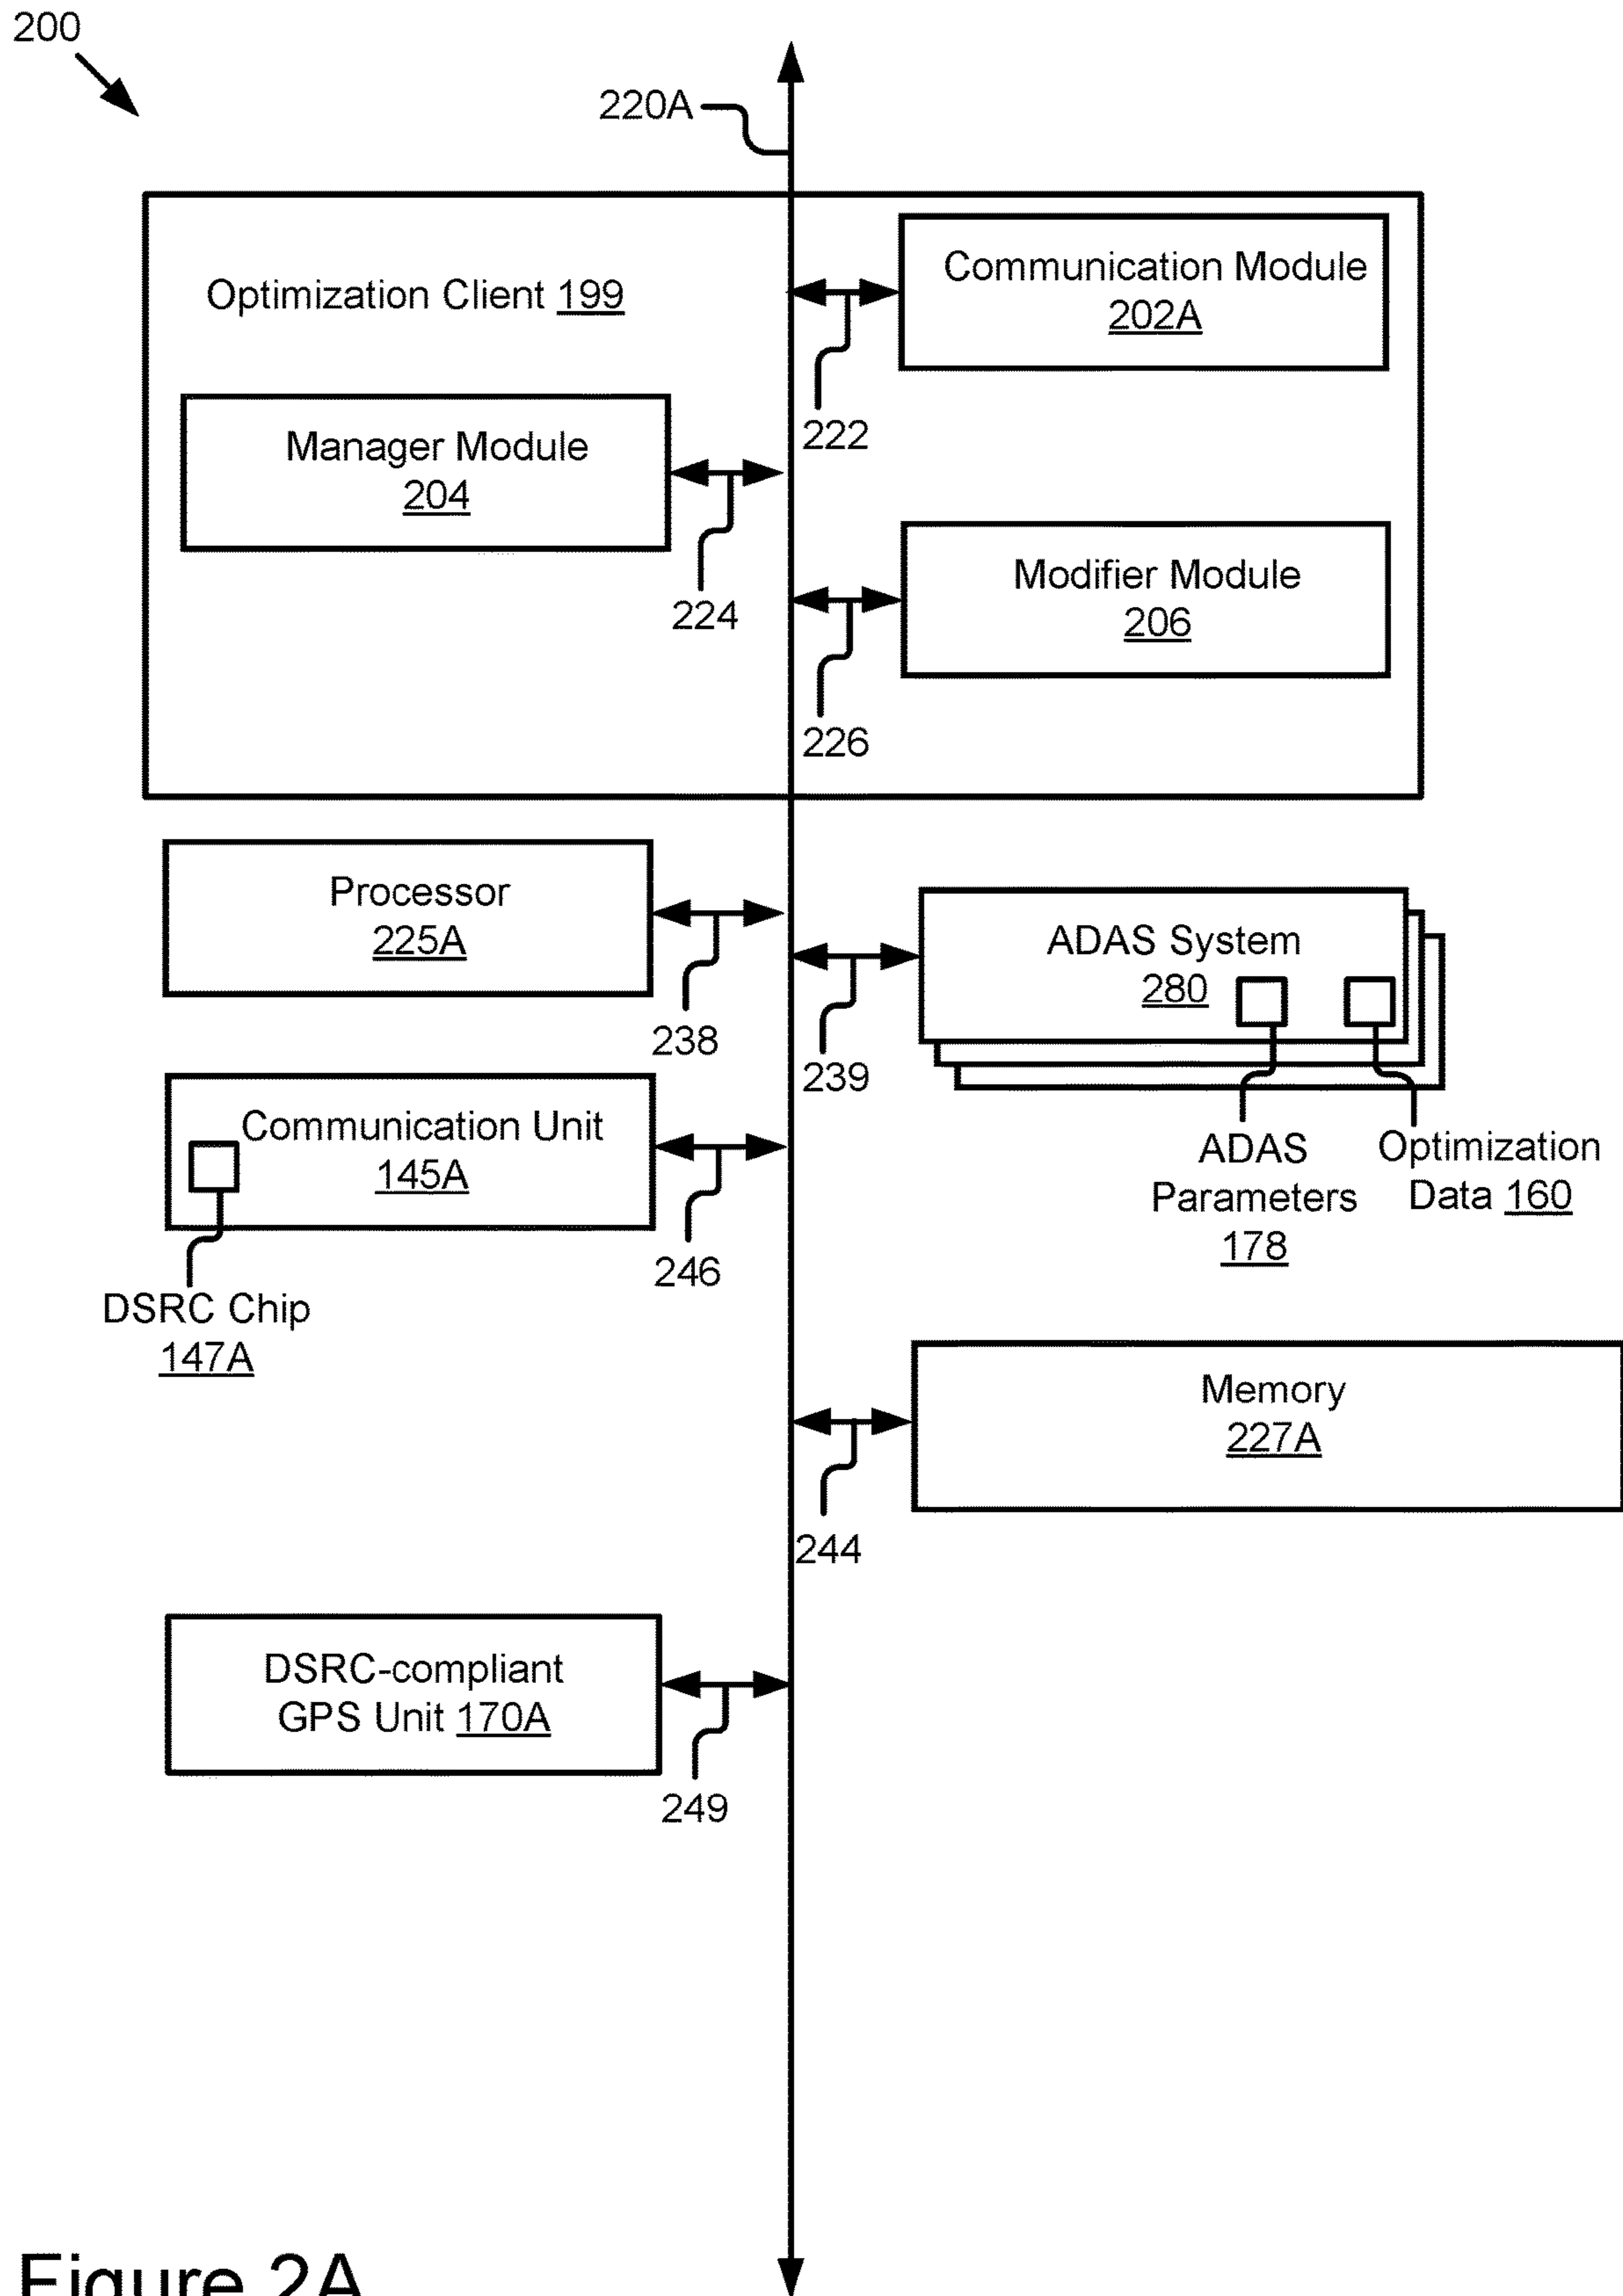 200
220A
Optimization Client 199
Communication Module
202A
222
Manager Module
204
224
Modifier Module
206
226
Processor
225A
238
ADAS System
280
239
ADAS
Parameters
178
Optimization
Data 160
Communication Unit
145A
246
DSRC Chip
147A
Memory
227A
244
DSRC-compliant
GPS Unit 170A
249
Figure 2A